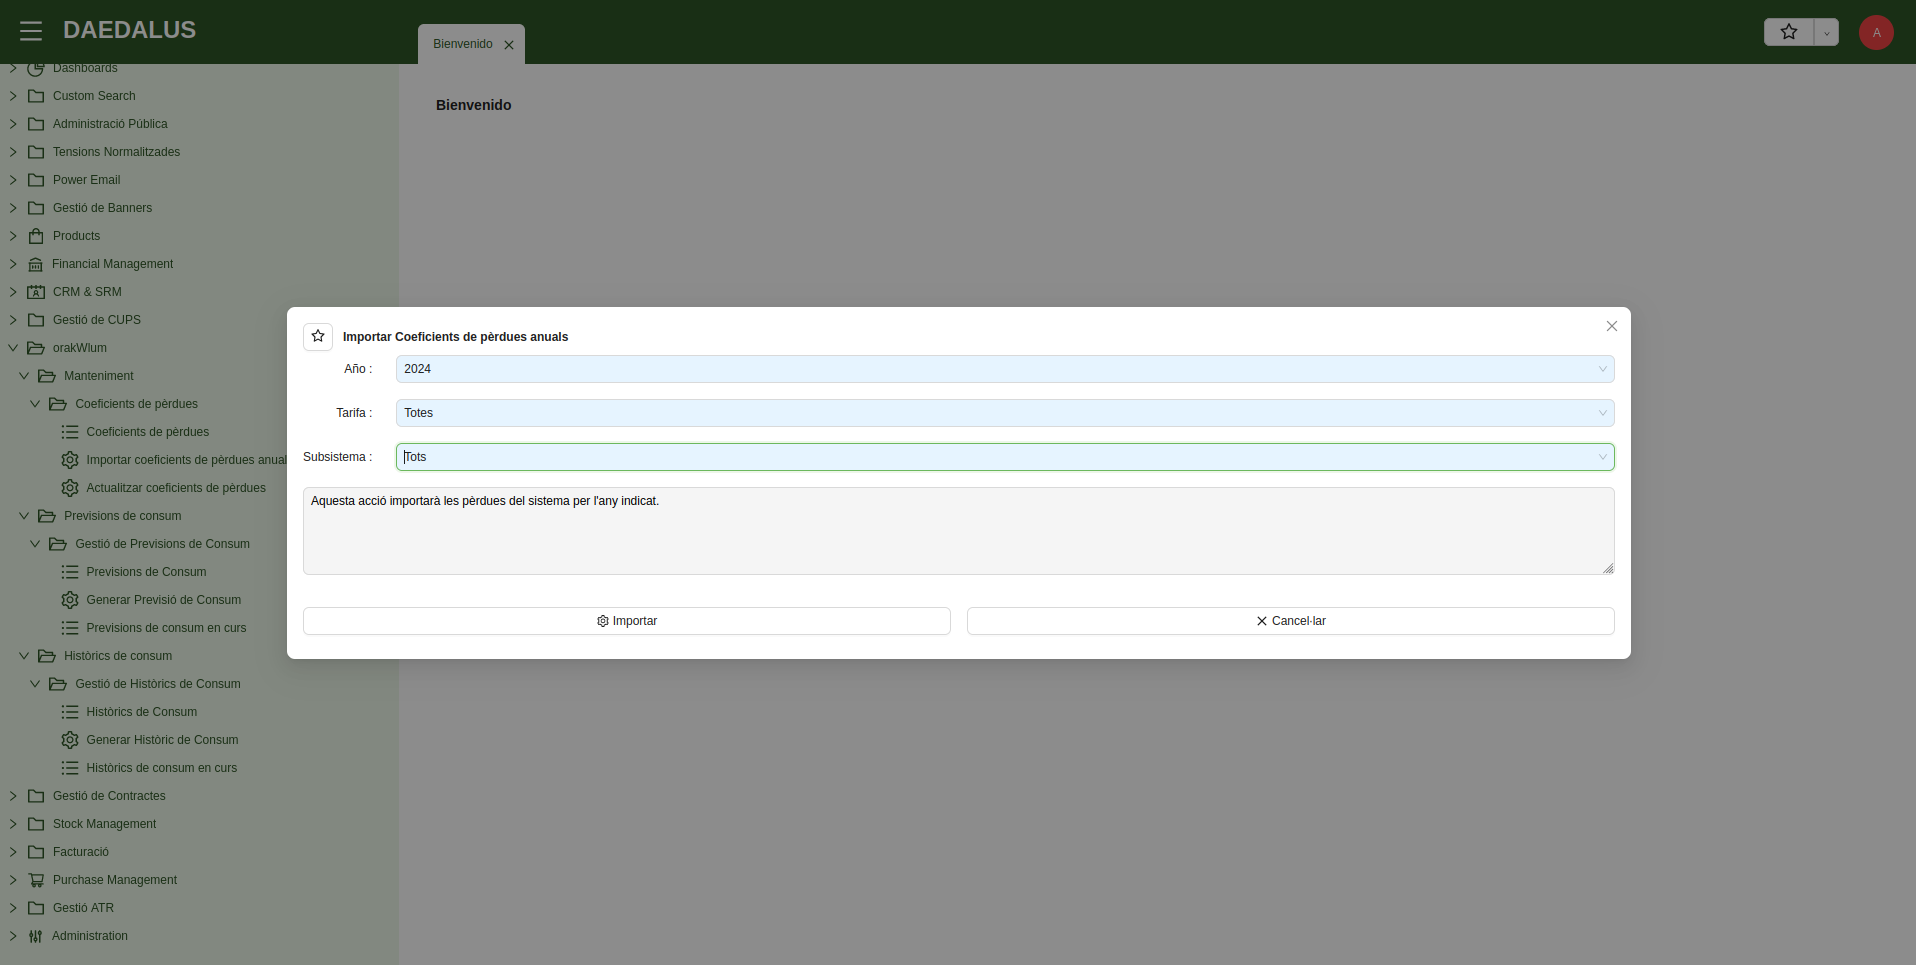 DAEDALUS
Bienvenido
A
Dashboards
Custom Search
Administració Pública
Tensions Normalitzades
Power Email
Gestió de Banners
Products
Financial Management
CRM & SRM
Gestió de CUPS
orakWlum
Manteniment
Coeficients de pèrdues
Coeficients de pèrdues
Importar coeficients de pèrdues anual
Actualitzar coeficients de pèrdues
Previsions de consum
Gestió de Previsions de Consum
Previsions de Consum
Generar Previsió de Consum
Previsions de consum en curs
Històrics de consum
Gestió de Històrics de Consum
Històrics de Consum
Generar Històric de Consum
Històrics de consum en curs
Gestió de Contractes
Stock Management
Facturació
Purchase Management
Gestió ATR
Administration
Bienvenido
Importar Coeficients de pèrdues anuals
Año : 2024
Tarifa : Totes
Subsistema : Tots
Aquesta acció importarà les pèrdues del sistema per l'any indicat.
Importar
Cancel·lar